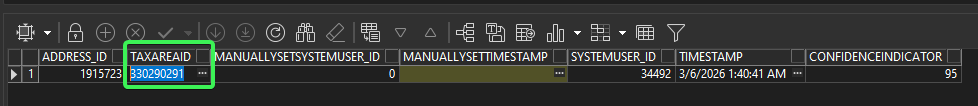 ADDRESS_ID TAXAREAID MANUALLYSETSYSTEMUSER_ID MANUALLYSETTIMESTAMP SYSTEMUSER_ID TIMESTAMP CONFIDENCEINDICATOR
1 1915723 330290291 0 34492 3/6/2026 1:40:41 AM 95